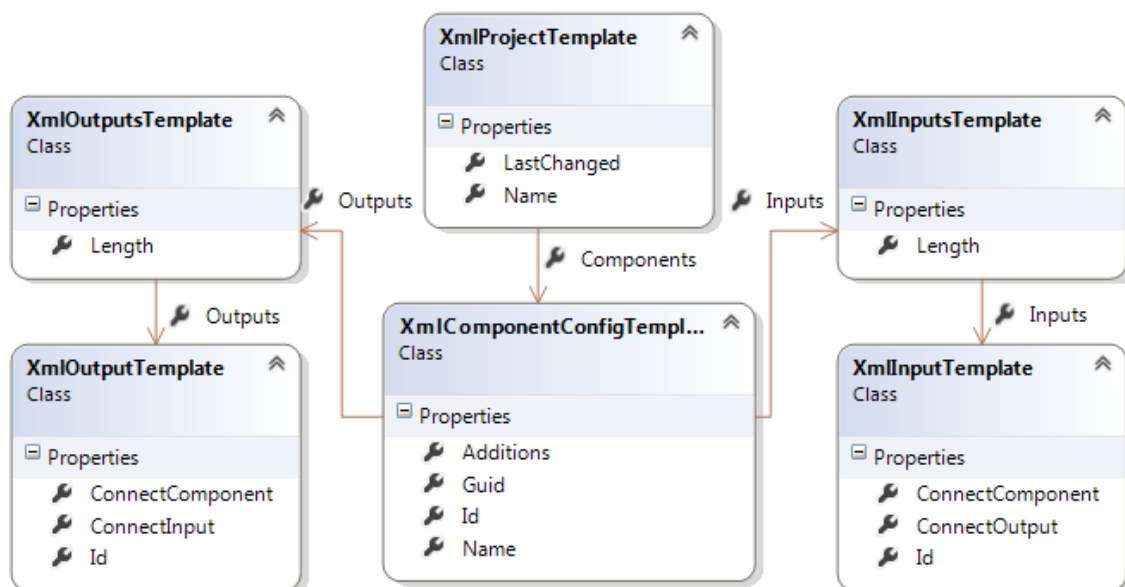 XmlProjectTemplate
Class
Properties
LastChanged
Name
XmlOutputsTemplate
Class
Properties
Length
Outputs
Inputs
XmlInputsTemplate
Class
Properties
Length
Components
Outputs
Inputs
XmlOutputTemplate
Class
Properties
ConnectComponent
ConnectInput
Id
XmlComponentConfigTempl...
Class
Properties
Additions
Guid
Id
Name
XmlInputTemplate
Class
Properties
ConnectComponent
ConnectOutput
Id